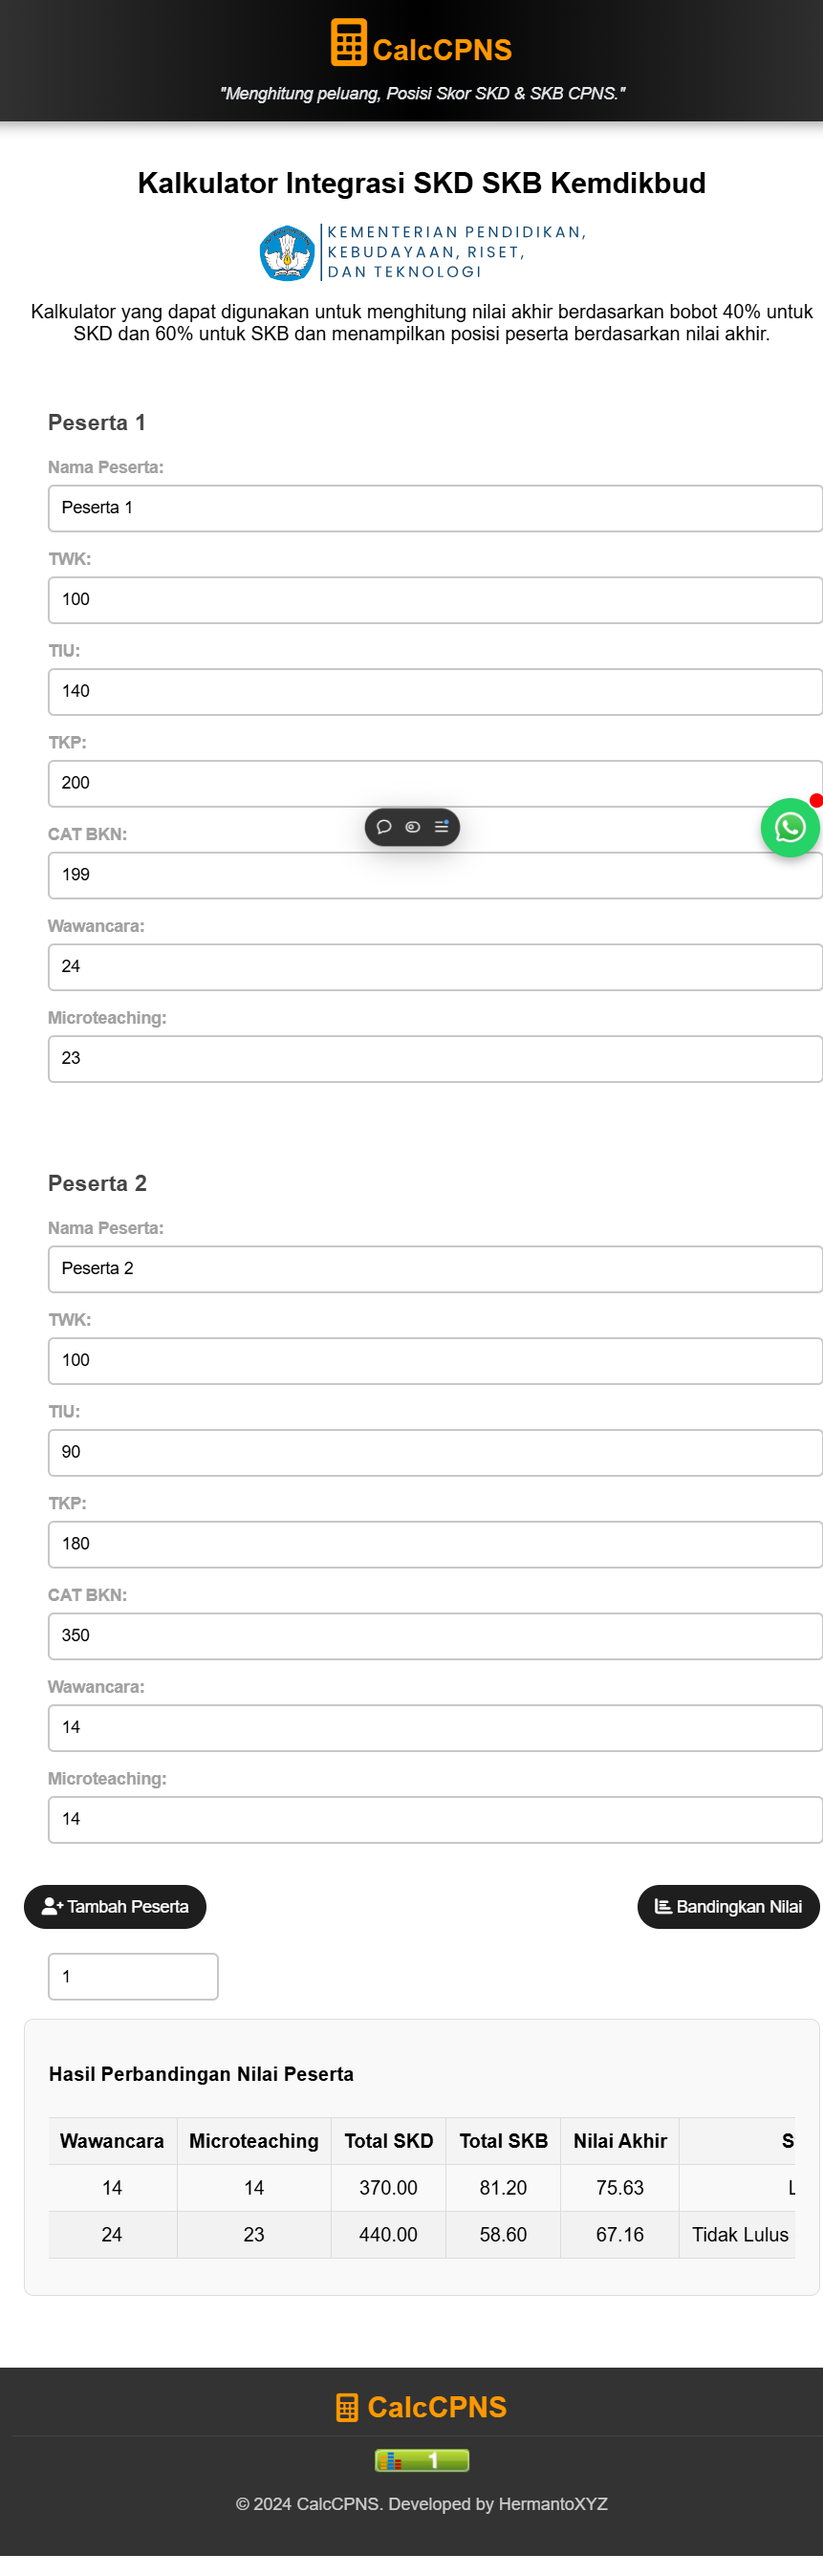 CalcCPNS
"Menghitung peluang, Posisi Skor SKD & SKB CPNS."
Kalkulator Integrasi SKD SKB Kemdikbud
KEMENTERIAN PENDIDIKAN,
KEBUDAYAAN, RISET,
DAN TEKNOLOGI
Kalkulator yang dapat digunakan untuk menghitung nilai akhir berdasarkan bobot 40% untuk
SKD dan 60% untuk SKB dan menampilkan posisi peserta berdasarkan nilai akhir.
Peserta 1
Nama Peserta:
Peserta 1
TWK:
100
TIU:
140
TKP:
200
CAT BKN:
199
Wawancara:
24
Microteaching:
23
Peserta 2
Nama Peserta:
Peserta 2
TWK:
100
TIU:
90
TKP:
180
CAT BKN:
350
Wawancara:
14
Microteaching:
14
Tambah Peserta Bandingkan Nilai
1
Hasil Perbandingan Nilai Peserta
Wawancara Microteaching Total SKD Total SKB Nilai Akhir S
14 14 370.00 81.20 75.63 L
24 23 440.00 58.60 67.16 Tidak Lulus
CalcCPNS
1
© 2024 CalcCPNS. Developed by HermantoXYZ